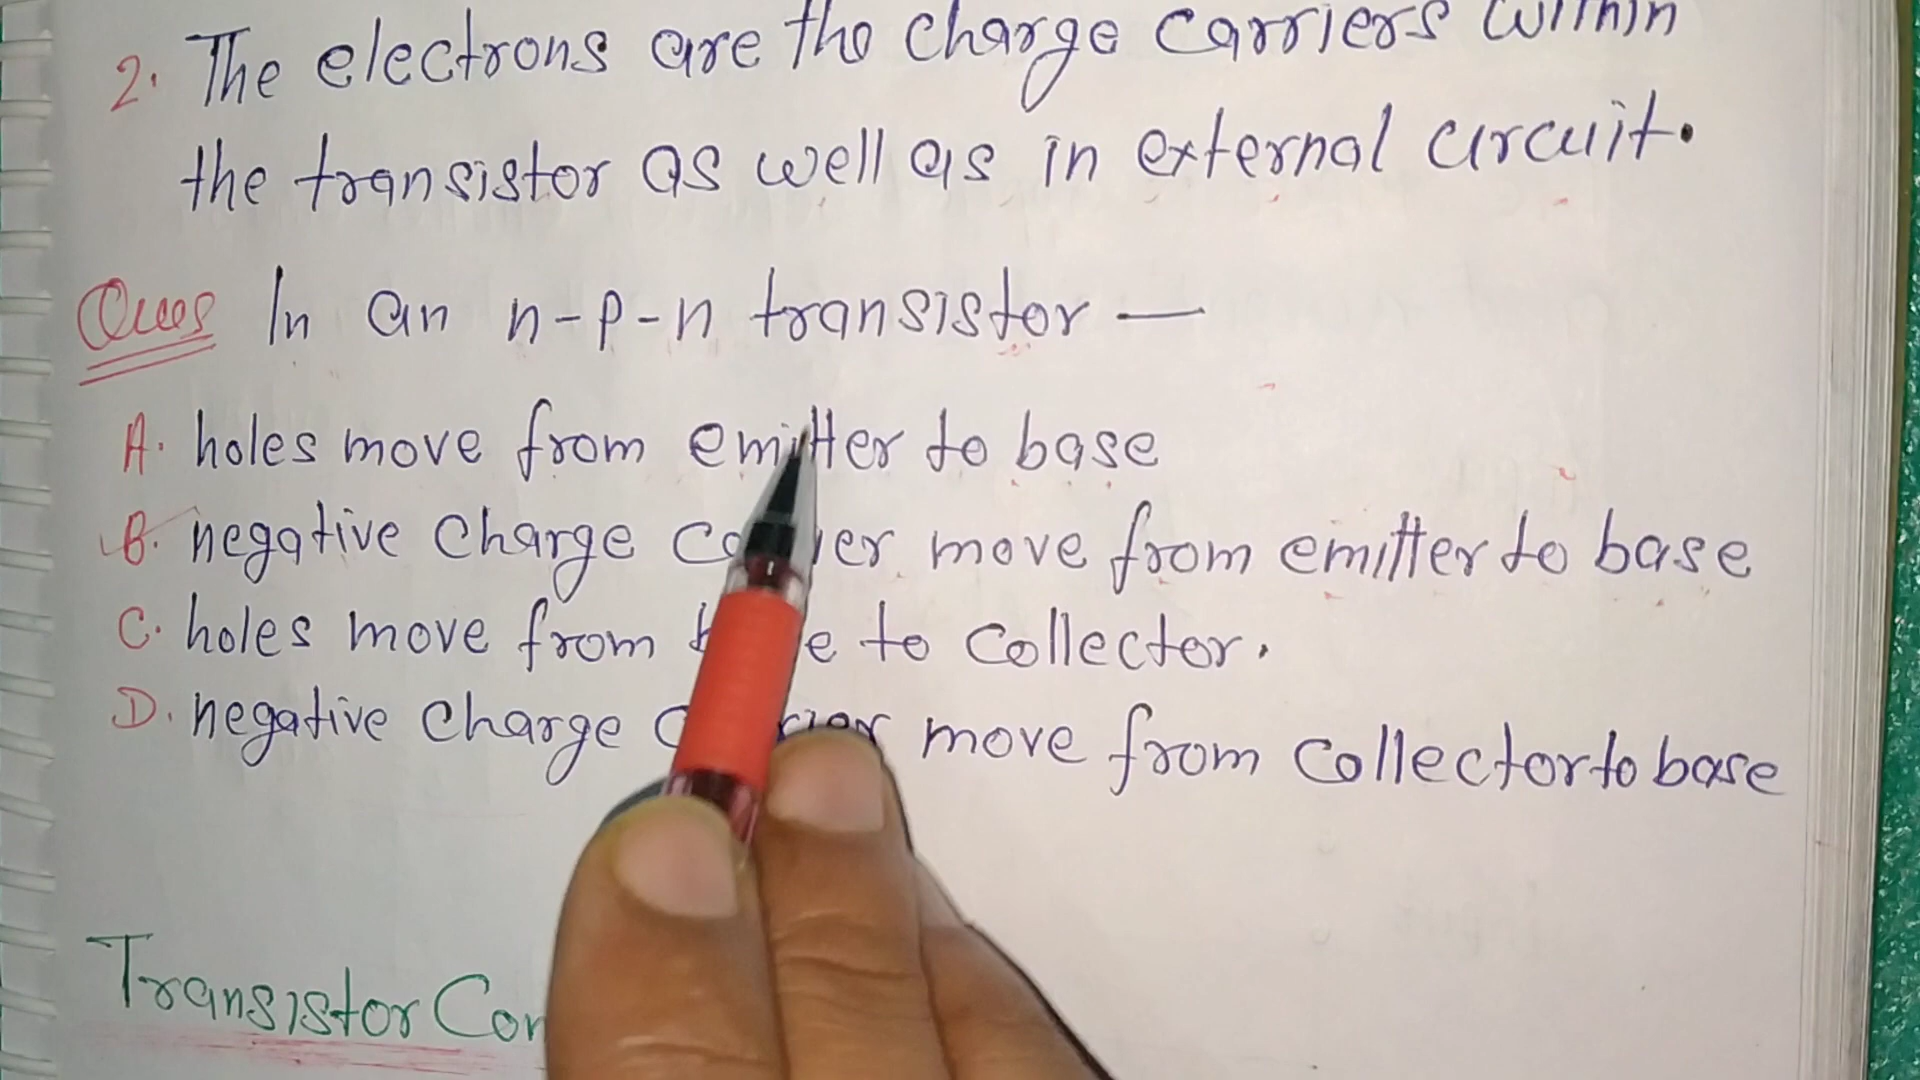 2. The electrons are the charge carriers within
the transistor as well as in external circuit.
Ques In an n-p-n transistor —
A. holes move from emitter to base
B. negative charge move from emitter to base
C. holes move from to collector.
D. negative charge move from collector to base
Transistor